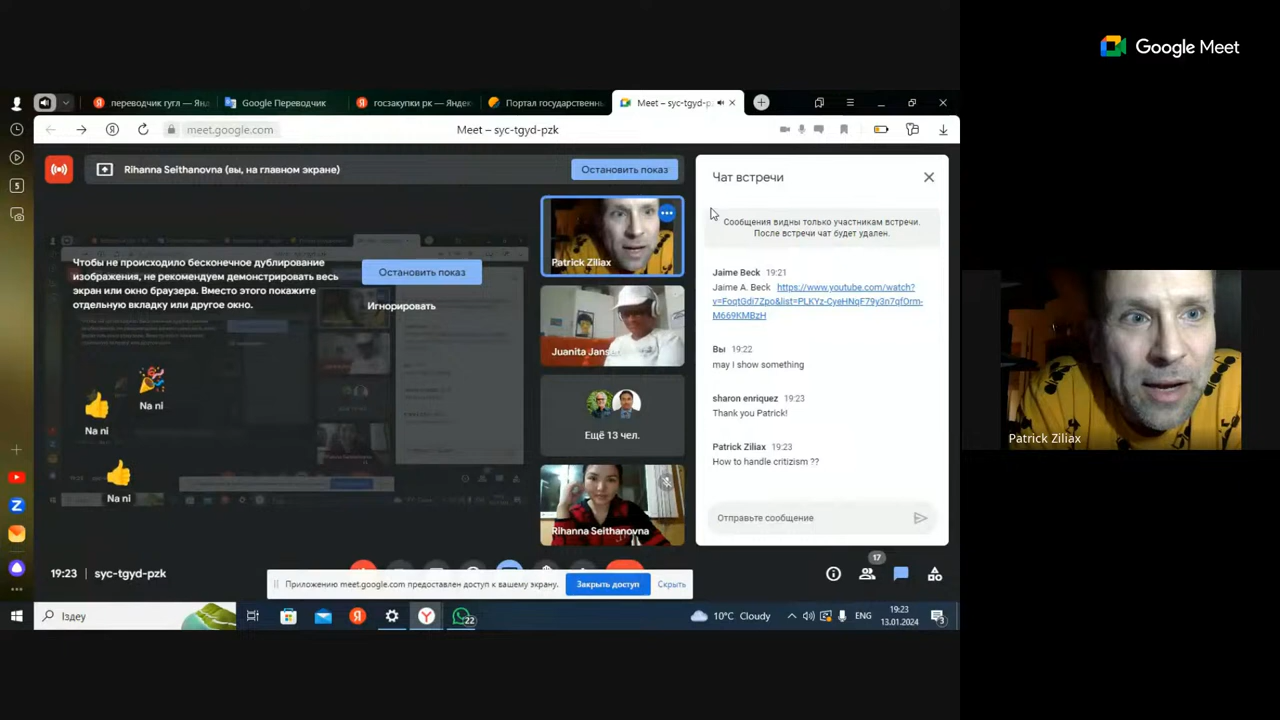 Google Meet
переводчик гугл — Янд
Google Переводчик
госзакупки рк — Яндек
Портал государственнь
Meet – syc-tgyd-pz
meet.google.com
Meet – syc-tgyd-pzk
5
Rihanna Seithanovna (вы, на главном экране)
Остановить показ
Чтобы не происходило бесконечное дублирование
изображения, не рекомендуем демонстрировать весь
экран или окно браузера. Вместо этого покажите
отдельную вкладку или другое окно.
Остановить показ
Игнорировать
Na ni
Na ni
Na ni
Patrick Ziliax
Juanita Janse
Ещё 13 чел.
Rihanna Seithanovna
Чат встречи
Сообщения видны только участникам встречи.
После встречи чат будет удален.
Jaime Beck 19:21
Jaime A. Beck https://www.youtube.com/watch?
v=FoqtGdi7Zpo&list=PLKYz-CyeHNqF79y3n7qfOrm-
M669KMBzH
Вы 19:22
may I show something
sharon enriquez 19:23
Thank you Patrick!
Patrick Ziliax 19:23
How to handle critizism ??
Отправьте сообщение
Patrick Ziliax
19:23 syc-tgyd-pzk
17
Приложению meet.google.com предоставлен доступ к вашему экрану.
Закрыть доступ
Скрыть
Іздеу
22
10°C Cloudy
ENG
19:23
13.01.2024
3